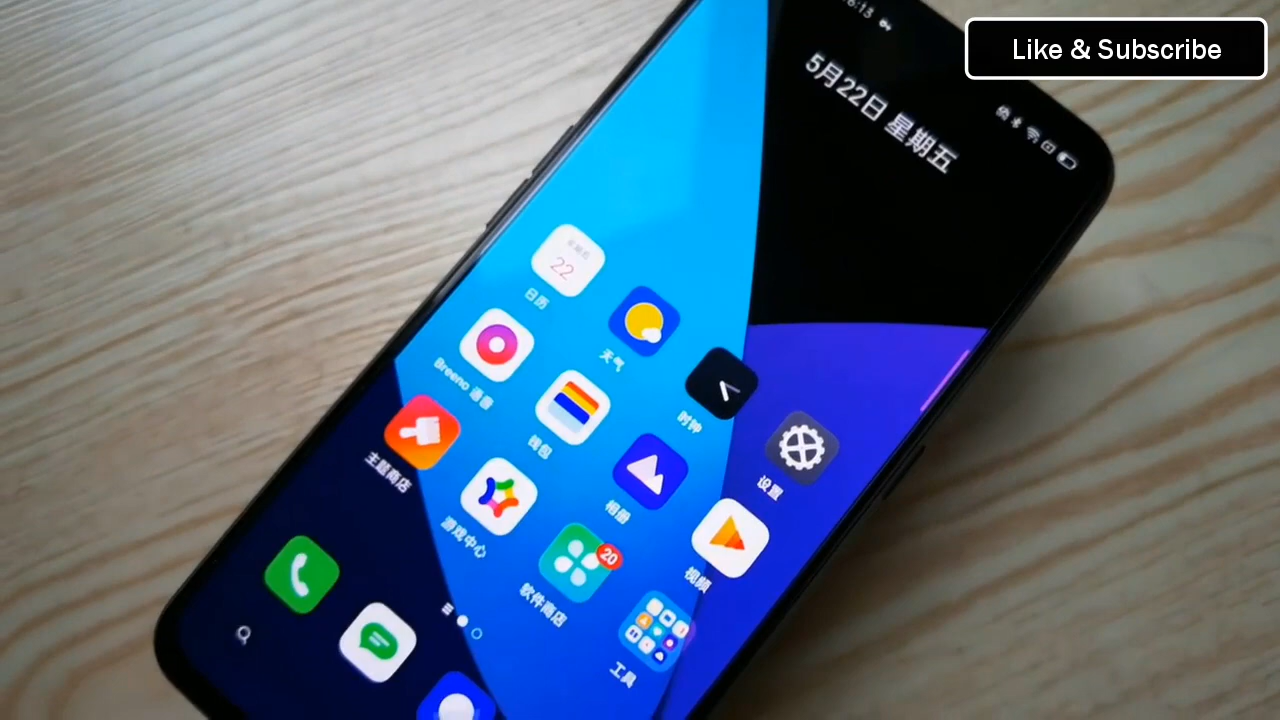 Like & Subscribe
6:13
5月22日 星期五
22
日历
天气
时钟
设置
Breeno 语音
钱包
相册
视频
主题商店
游戏中心
软件商店
20
工具